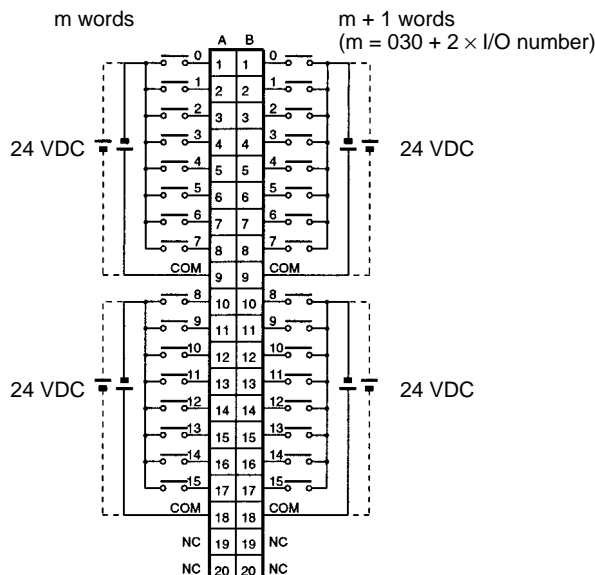 m words
m + 1 words
(m = 030 + 2 × I/O number)
A B
0 1 1 0
1 2 2 1
2 3 3 2
3 4 4 3
24 VDC 24 VDC
4 5 5 4
5 6 6 5
6 7 7 6
7 8 8 7
COM 9 9 COM
8 10 10 8
9 11 11 9
10 12 12 10
11 13 13 11
24 VDC 24 VDC
12 14 14 12
13 15 15 13
14 16 16 14
15 17 17 15
COM 18 18 COM
NC 19 19 NC
NC 20 20 NC